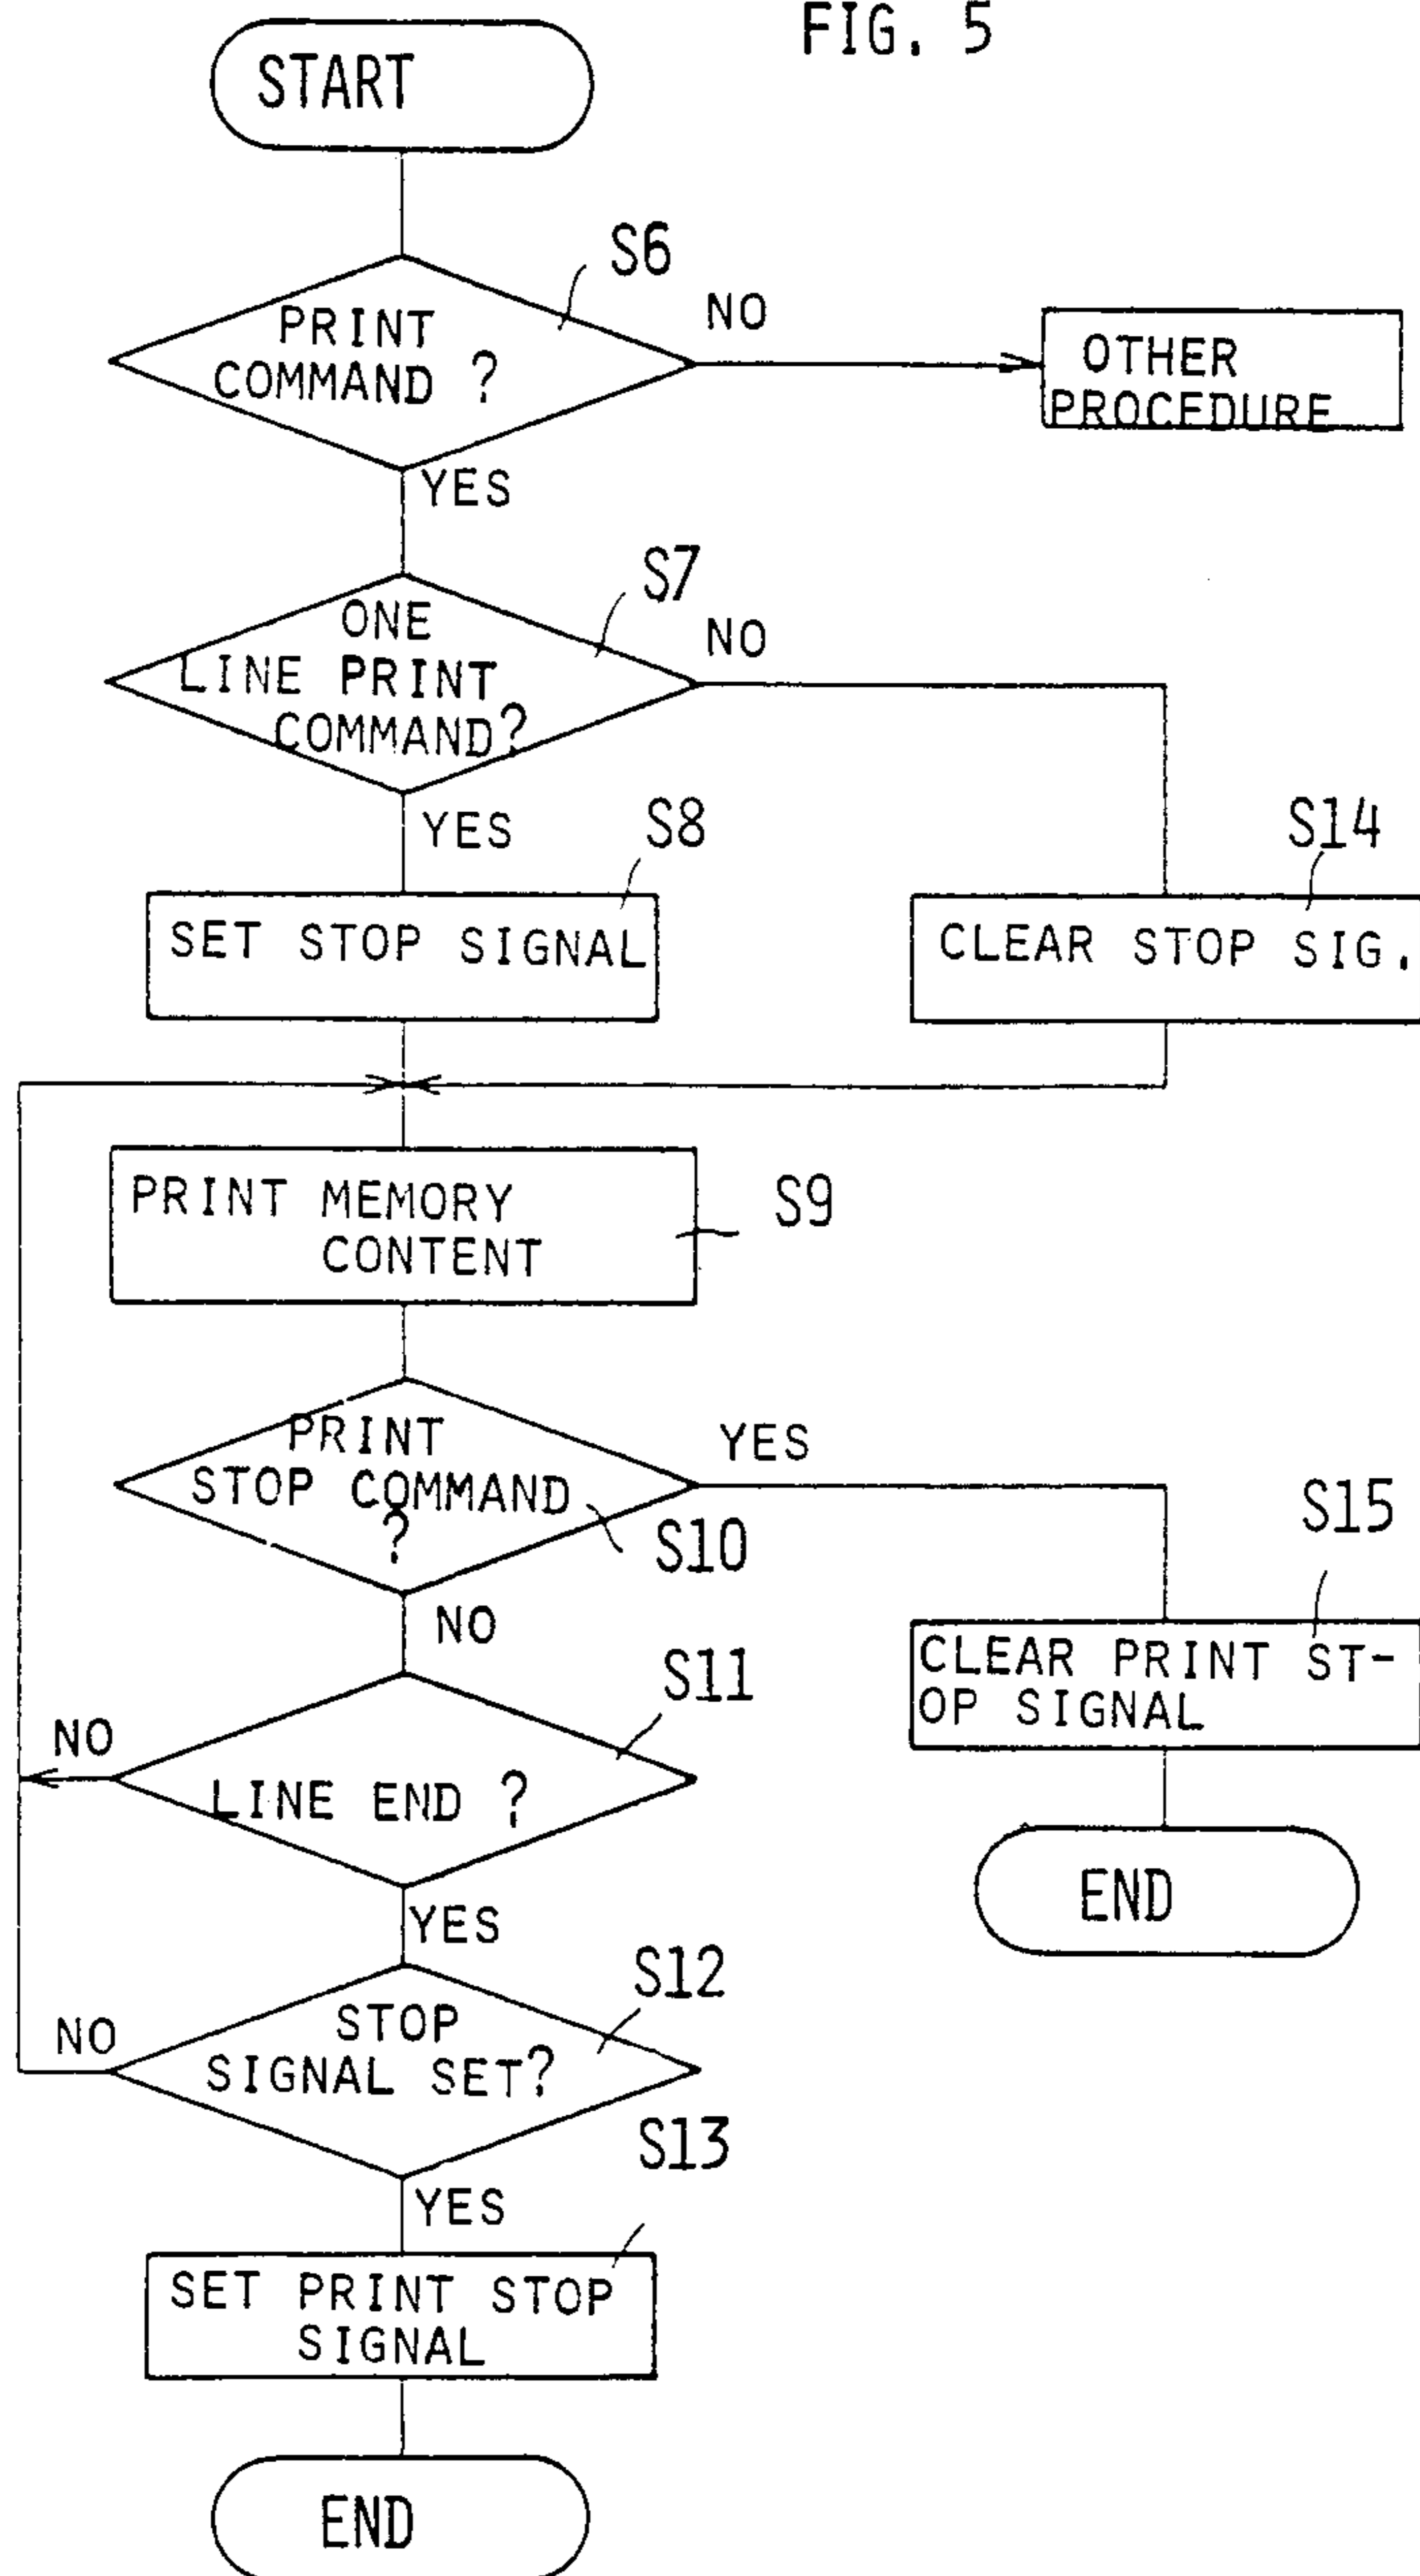 FIG. 5
START
S6
PRINT
COMMAND ?
NO
OTHER
PROCEDURE
YES
S7
ONE
LINE PRINT
COMMAND?
NO
YES
S8
SET STOP SIGNAL
S14
CLEAR STOP SIG.
PRINT MEMORY
CONTENT
S9
PRINT
STOP COMMAND
?
S10
YES
NO
S15
CLEAR PRINT ST-
OP SIGNAL
END
S11
LINE END ?
NO
YES
S12
STOP
SIGNAL SET?
NO
YES
S13
SET PRINT STOP
SIGNAL
END